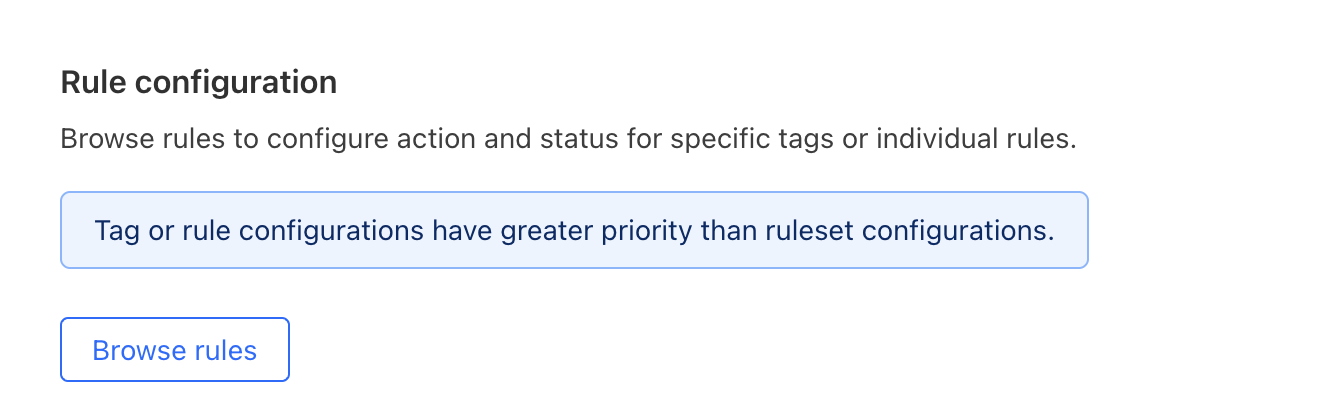 Rule configuration
Browse rules to configure action and status for specific tags or individual rules.
Tag or rule configurations have greater priority than ruleset configurations.
Browse rules